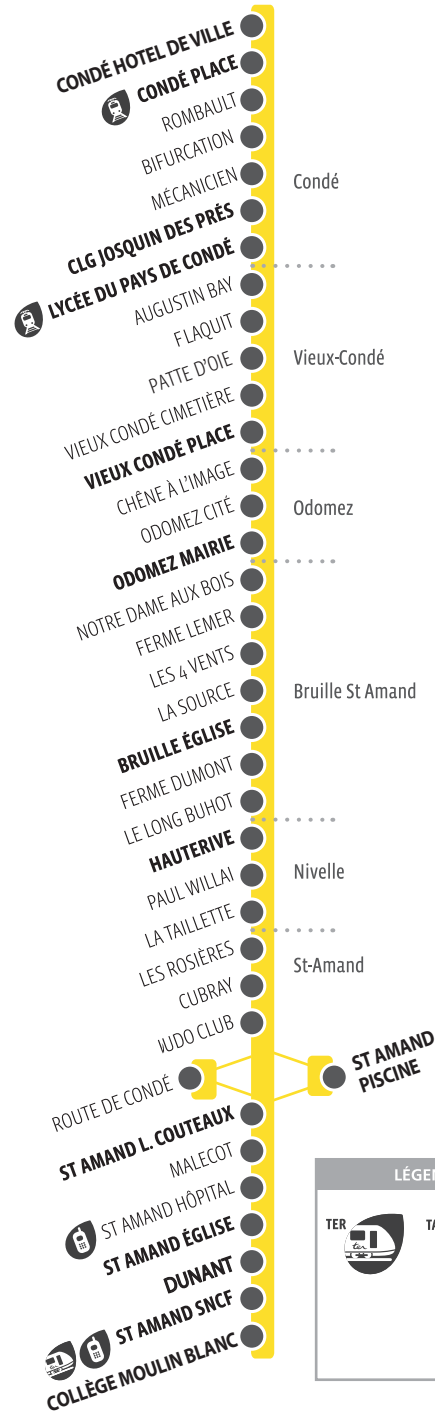 CONDÉ HOTEL DE VILLE
CONDÉ PLACE
ROMBAULT
BIFURCATION
MÉCANICIEN
Condé
CLG JOSQUIN DES PRÉS
LYCÉE DU PAYS DE CONDÉ
AUGUSTIN BAY
FLAQUIT
PATTE D'OIE
Vieux-Condé
VIEUX CONDÉ CIMETIÈRE
VIEUX CONDÉ PLACE
CHÊNE À L'IMAGE
ODOMEZ CITÉ
Odomez
ODOMEZ MAIRIE
NOTRE DAME AUX BOIS
FERME LEMER
LES 4 VENTS
LA SOURCE
Bruille St Amand
BRUILLE ÉGLISE
FERME DUMONT
LE LONG BUHOT
HAUTERIVE
PAUL WILLAI
Nivelle
LA TAILLETTE
LES ROSIÈRES
St-Amand
CUBRAY
JUDO CLUB
ROUTE DE CONDÉ
ST AMAND
PISCINE
ST AMAND L. COUTEAUX
MALECOT
ST AMAND HÔPITAL
ST AMAND ÉGLISE
DUNANT
ST AMAND SNCF
COLLÈGE MOULIN BLANC
LÉGEN
TER
ter
TA